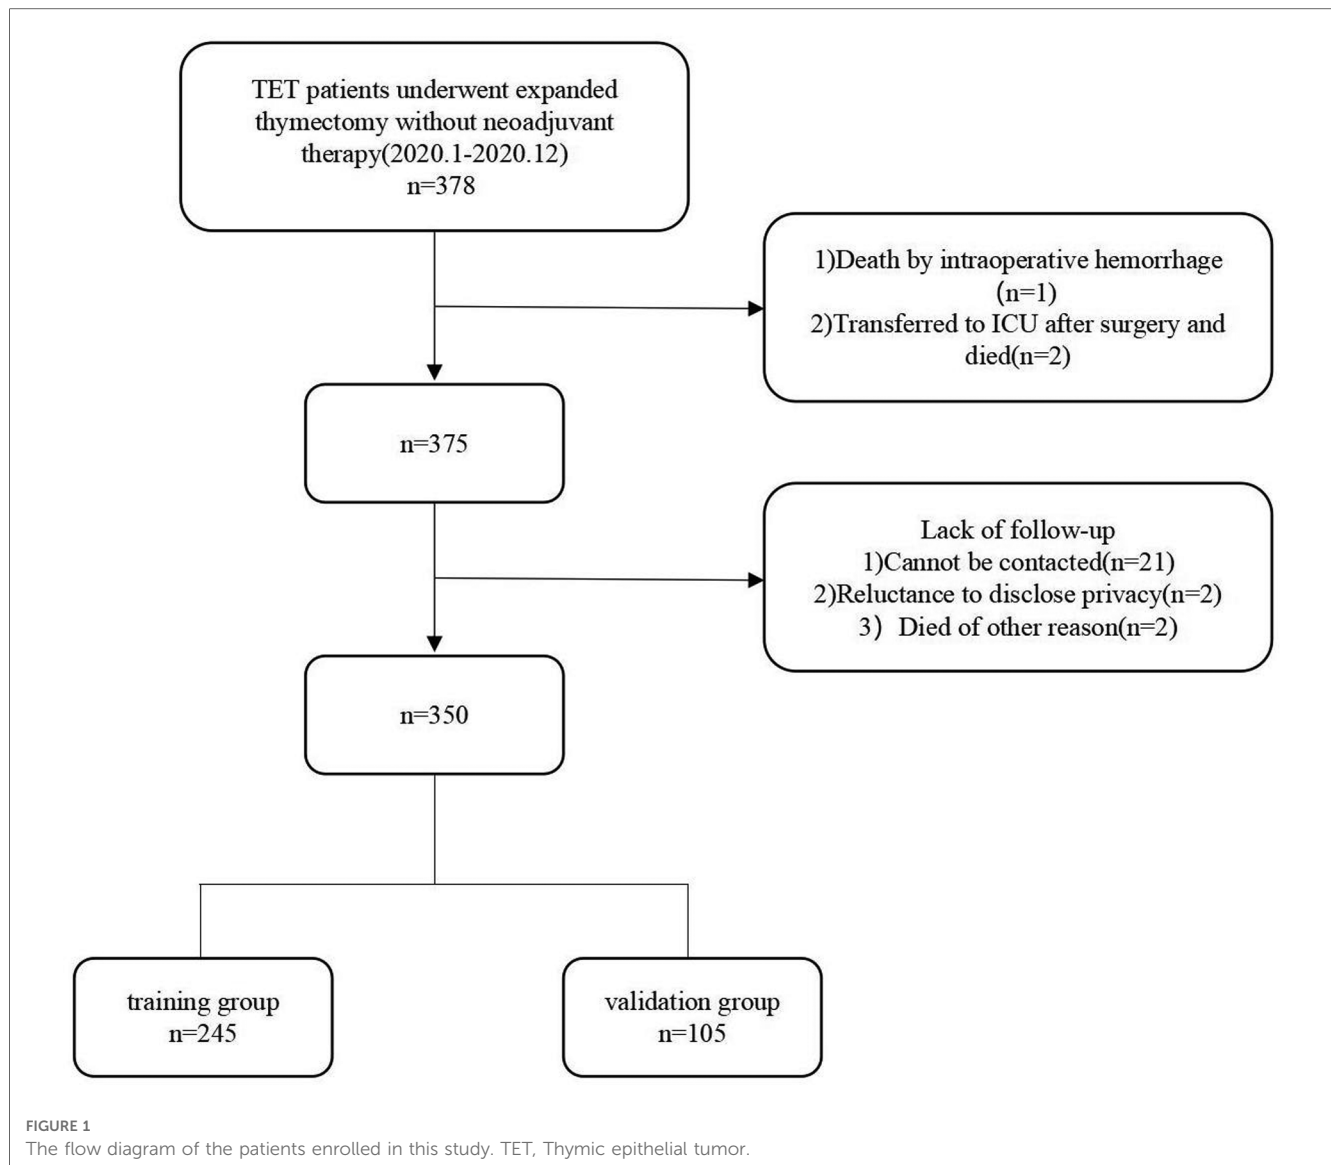 TET patients underwent expanded
thymectomy without neoadjuvant
therapy(2020.1-2020.12)
n=378
1)Death by intraoperative hemorrhage
(n=1)
2)Transferred to ICU after surgery and
died(n=2)
n=375
Lack of follow-up
1)Cannot be contacted(n=21)
2)Reluctance to disclose privacy(n=2)
3）Died of other reason(n=2)
n=350
training group
n=245
validation group
n=105
FIGURE 1
The flow diagram of the patients enrolled in this study. TET, Thymic epithelial tumor.